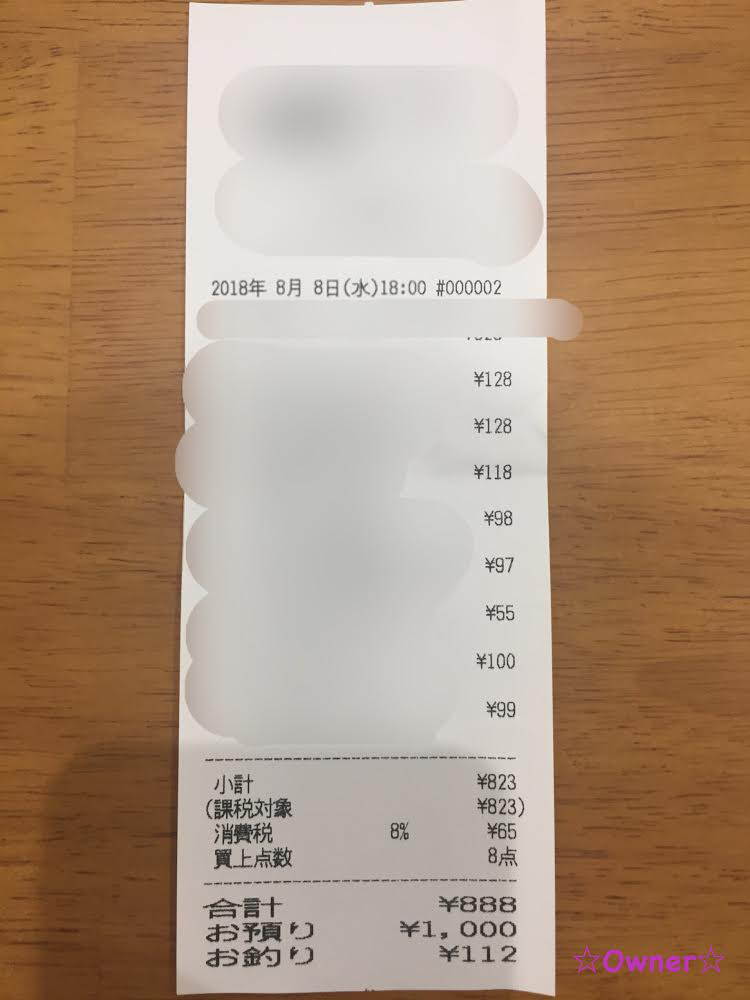 2018年 8月 8日(水)18:00 #000002
¥128
¥128
¥118
¥98
¥97
¥55
¥100
¥99
小計 ¥823
(課税対象 ¥823)
消費税 8% ¥65
買上点数 8点
合計 ¥888
お預り ¥1,000
お釣り ¥112
☆Owner☆